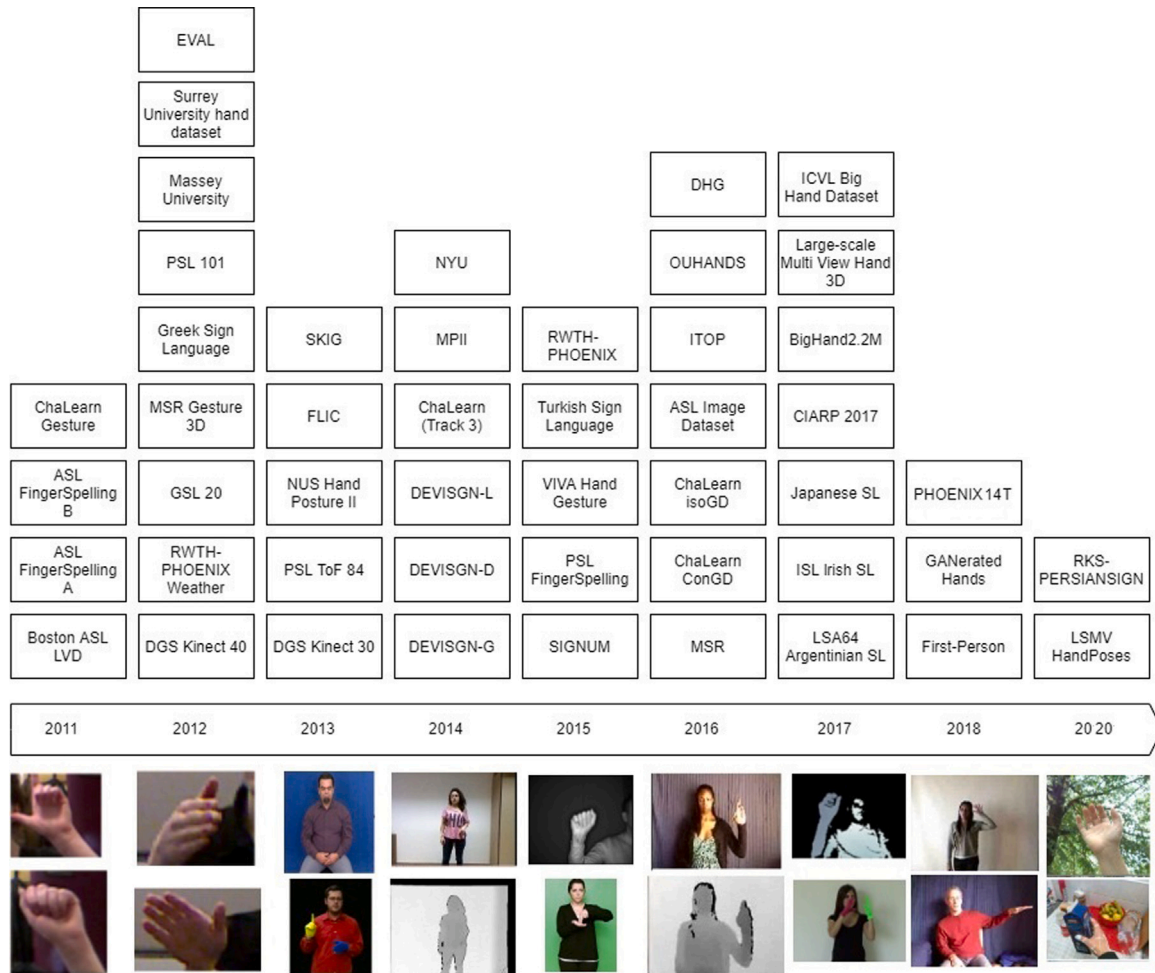 EVAL
Surrey
University hand
dataset
Massey
University
DHG
ICVL Big
Hand Dataset
PSL 101
NYU
OUHANDS
Large-scale
Multi View Hand
3D
Greek Sign
Language
SKIG
MPII
RWTH-
PHOENIX
ITOP
BigHand2.2M
ChaLearn
Gesture
MSR Gesture
3D
FLIC
ChaLearn
(Track 3)
Turkish Sign
Language
ASL Image
Dataset
CIARP 2017
ASL
FingerSpelling
B
GSL 20
NUS Hand
Posture II
DEVISGN-L
VIVA Hand
Gesture
ChaLearn
isoGD
Japanese SL
PHOENIX 14T
ASL
FingerSpelling
A
RWTH-
PHOENIX
Weather
PSL ToF 84
DEVISGN-D
PSL
FingerSpelling
ChaLearn
ConGD
ISL Irish SL
GANerated
Hands
RKS-
PERSIANSIGN
Boston ASL
LVD
DGS Kinect 40
DGS Kinect 30
DEVISGN-G
SIGNUM
MSR
LSA64
Argentinian SL
First-Person
LSMV
HandPoses
2011 2012 2013 2014 2015 2016 2017 2018 2020